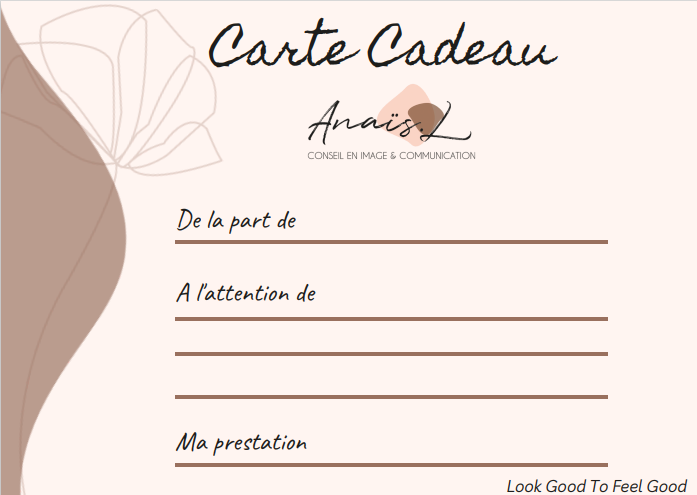 Carte Cadeau
Anaïs.L
CONSEIL EN IMAGE & COMMUNICATION
De la part de
A l'attention de
Ma prestation
Look Good To Feel Good